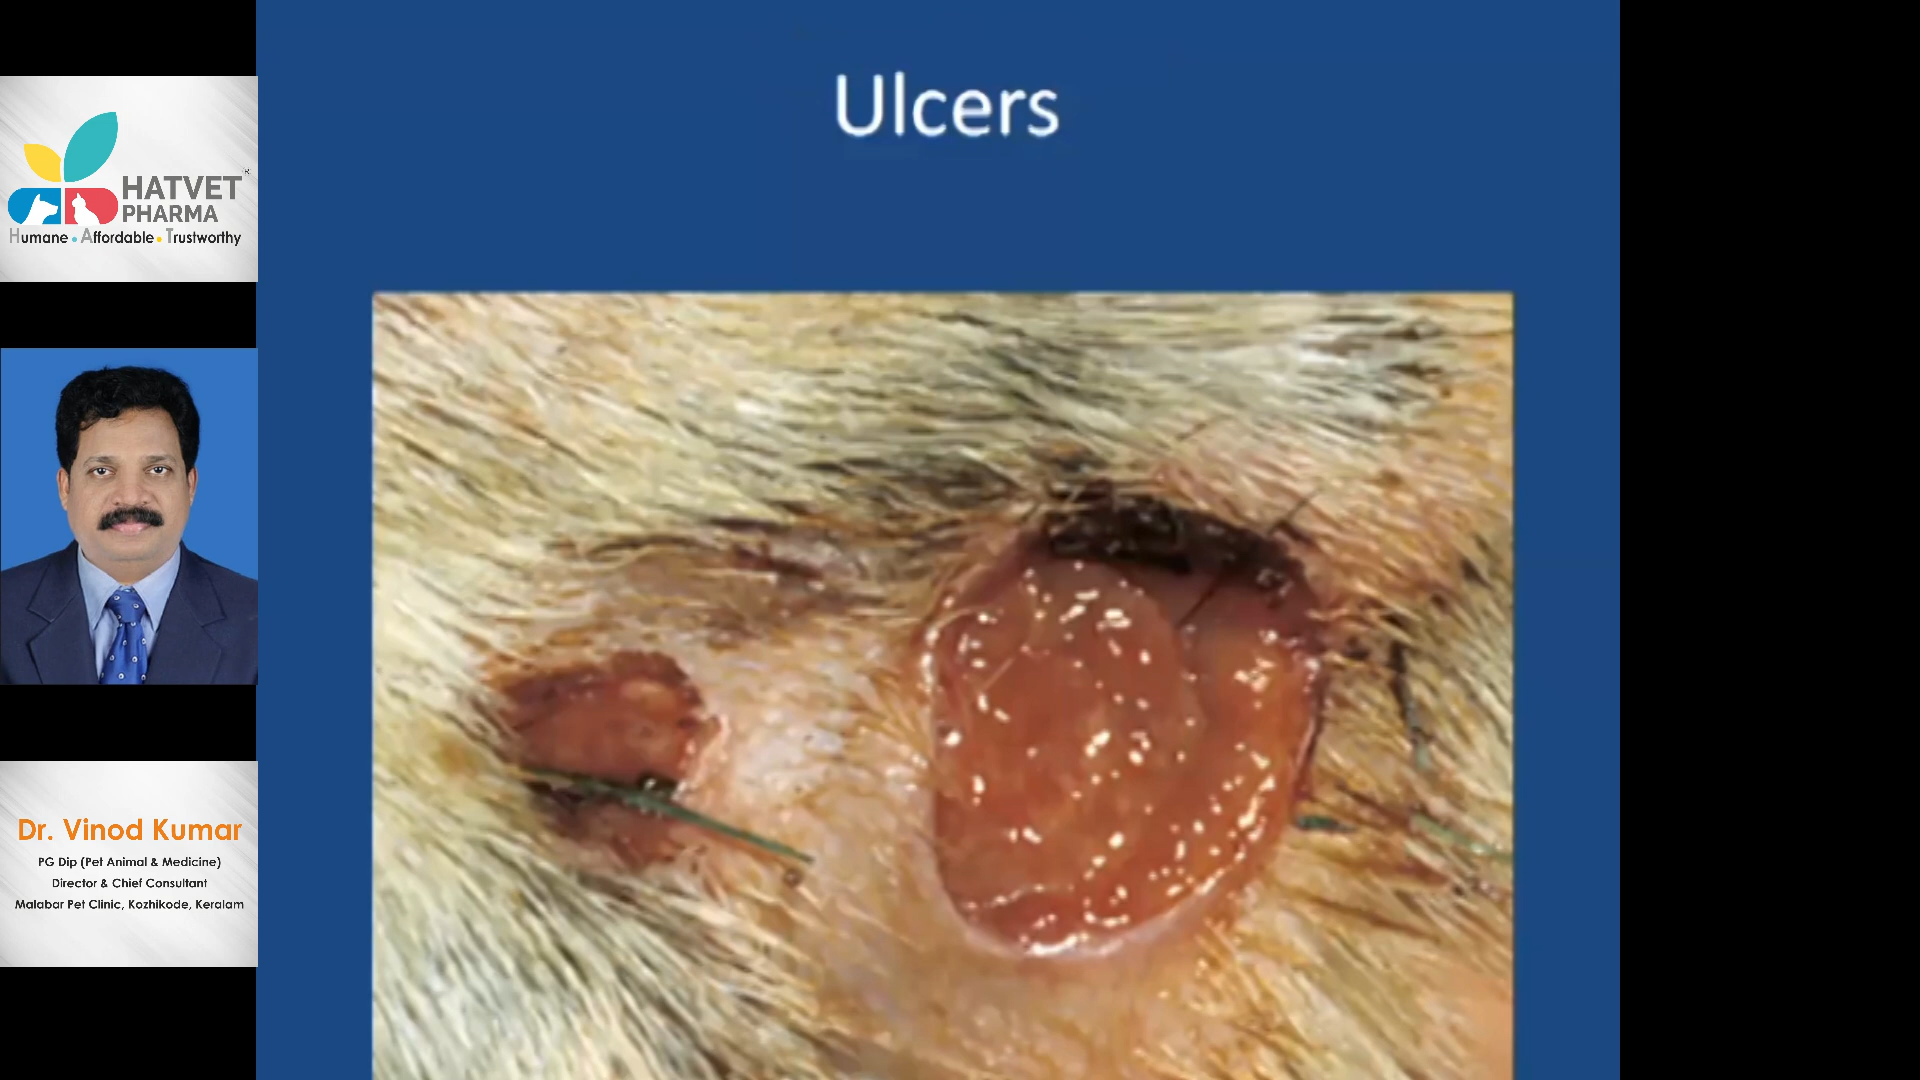 Ulcers
HATVET®
PHARMA
Humane • Affordable • Trustworthy
Dr. Vinod Kumar
PG Dip (Pet Animal & Medicine)
Director & Chief Consultant
Malabar Pet Clinic, Kozhikode, Keralam